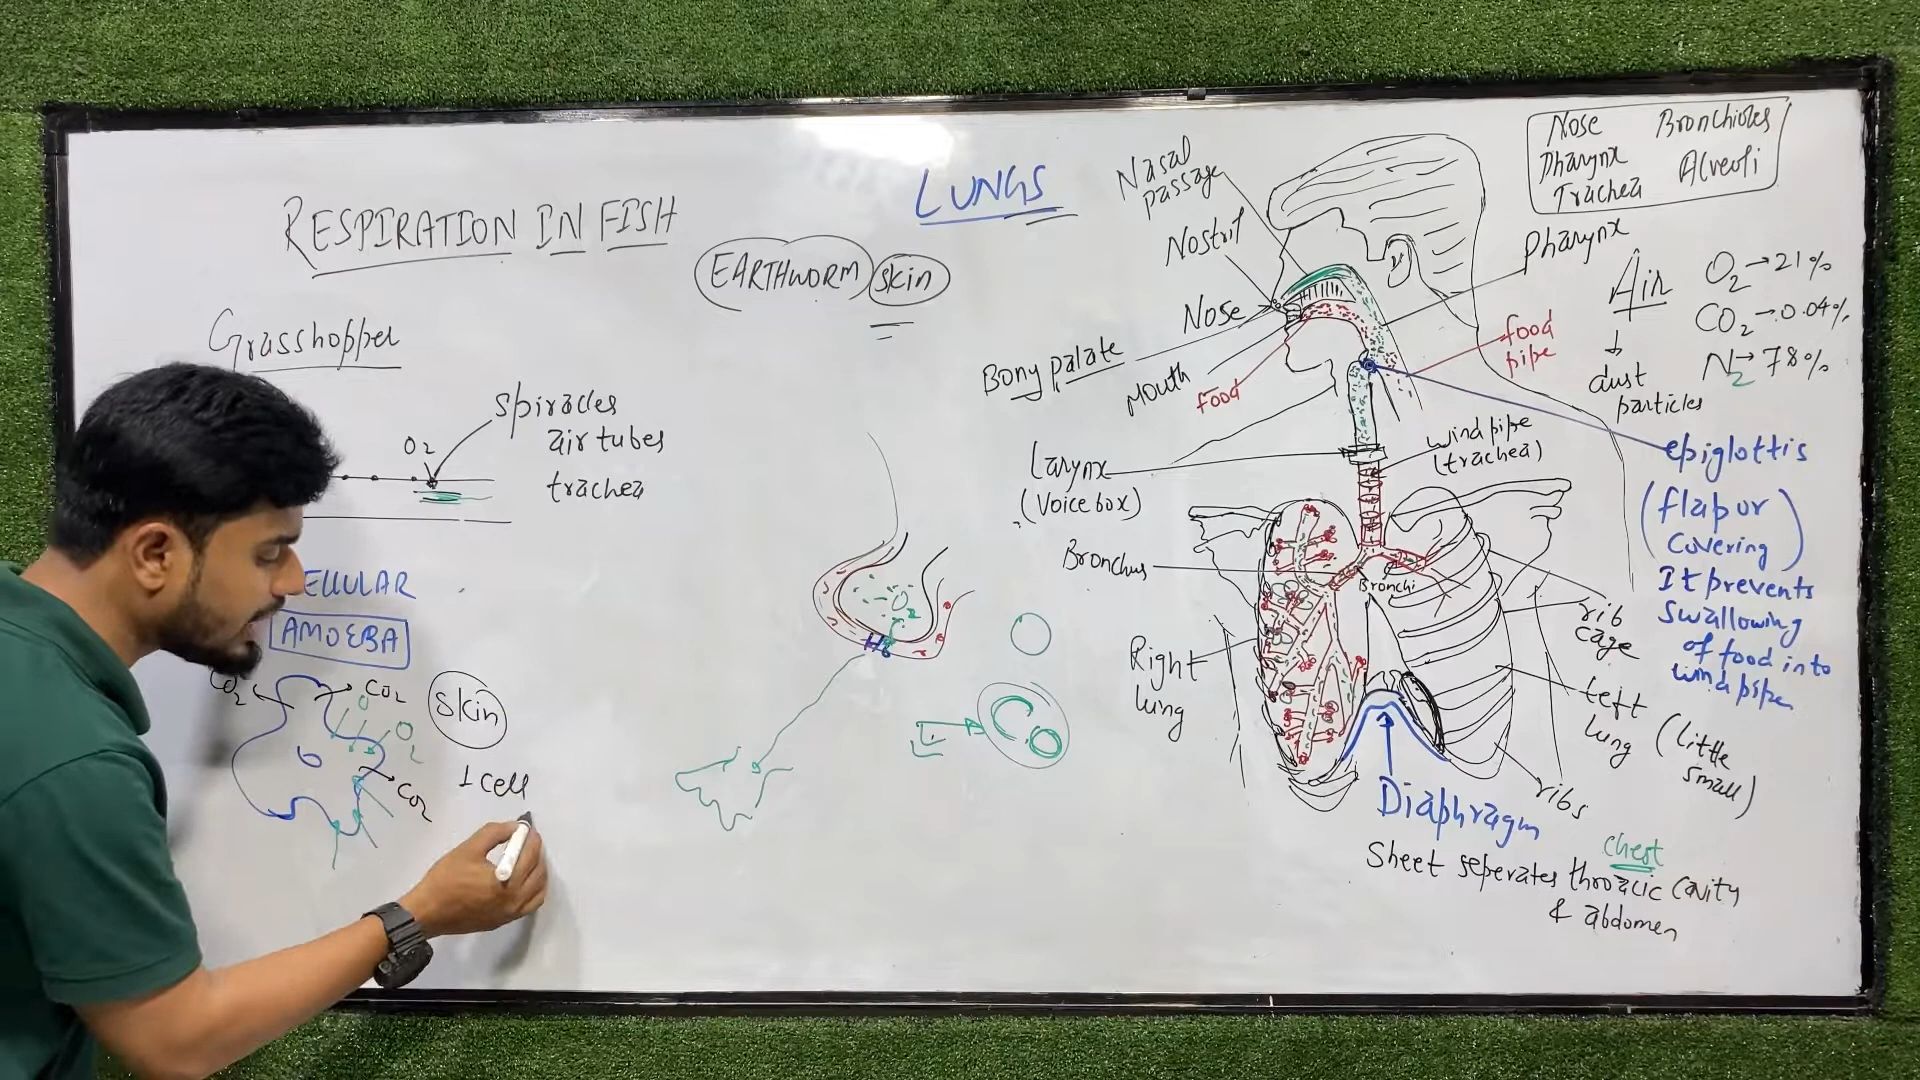 RESPIRATION IN FISH
EARTHWORM skin
Grasshopper
O2
spiracles
air tubes
trachea
ELLULAR
AMOEBA
CO2
CO2
O2
CO2
skin
1 cell
O2
Hb
CO
LUNGS
Nasal
passage
Nostril
Nose
Bony palate
Mouth
food
Larynx
(Voice box)
Bronchus
Right
lung
Nose
Pharynx
Trachea
Bronchioles
Alveoli
Pharynx
food
pipe
Air
dust
particles
O2 → 21%
CO2 → 0.04%
N2 → 78%
wind pipe
(trachea)
Bronchi
epiglottis
(flap or
covering)
It prevents
swallowing
of food into
wind pipe
rib
cage
Left
lung (little
small)
ribs
Diaphragm
chest
Sheet seperates throacic cavity
& abdomen